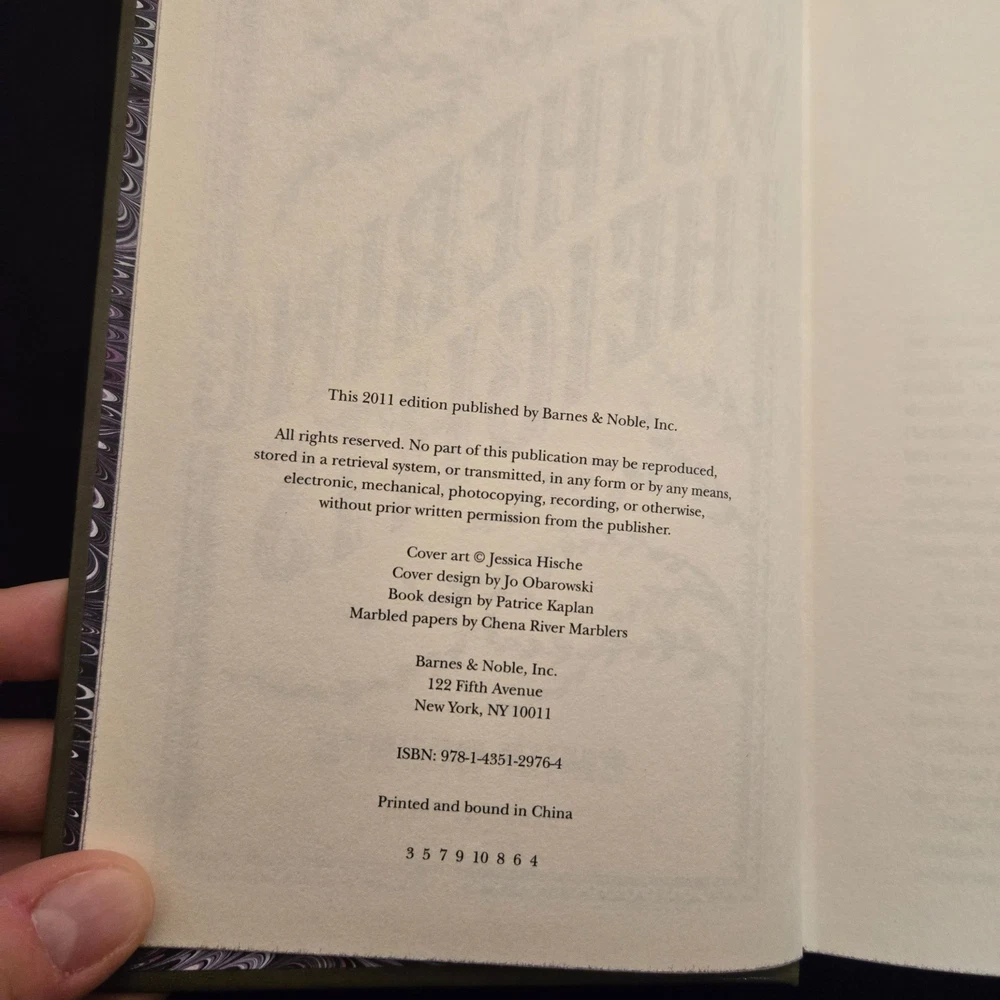 This 2011 edition published by Barnes & Noble, Inc.
All rights reserved. No part of this publication may be reproduced,
stored in a retrieval system, or transmitted, in any form or by any means,
electronic, mechanical, photocopying, recording, or otherwise,
without prior written permission from the publisher.
Cover art © Jessica Hische
Cover design by Jo Obarowski
Book design by Patrice Kaplan
Marbled papers by Chena River Marblers
Barnes & Noble, Inc.
122 Fifth Avenue
New York, NY 10011
ISBN: 978-1-4351-2976-4
Printed and bound in China
3 5 7 9 10 8 6 4